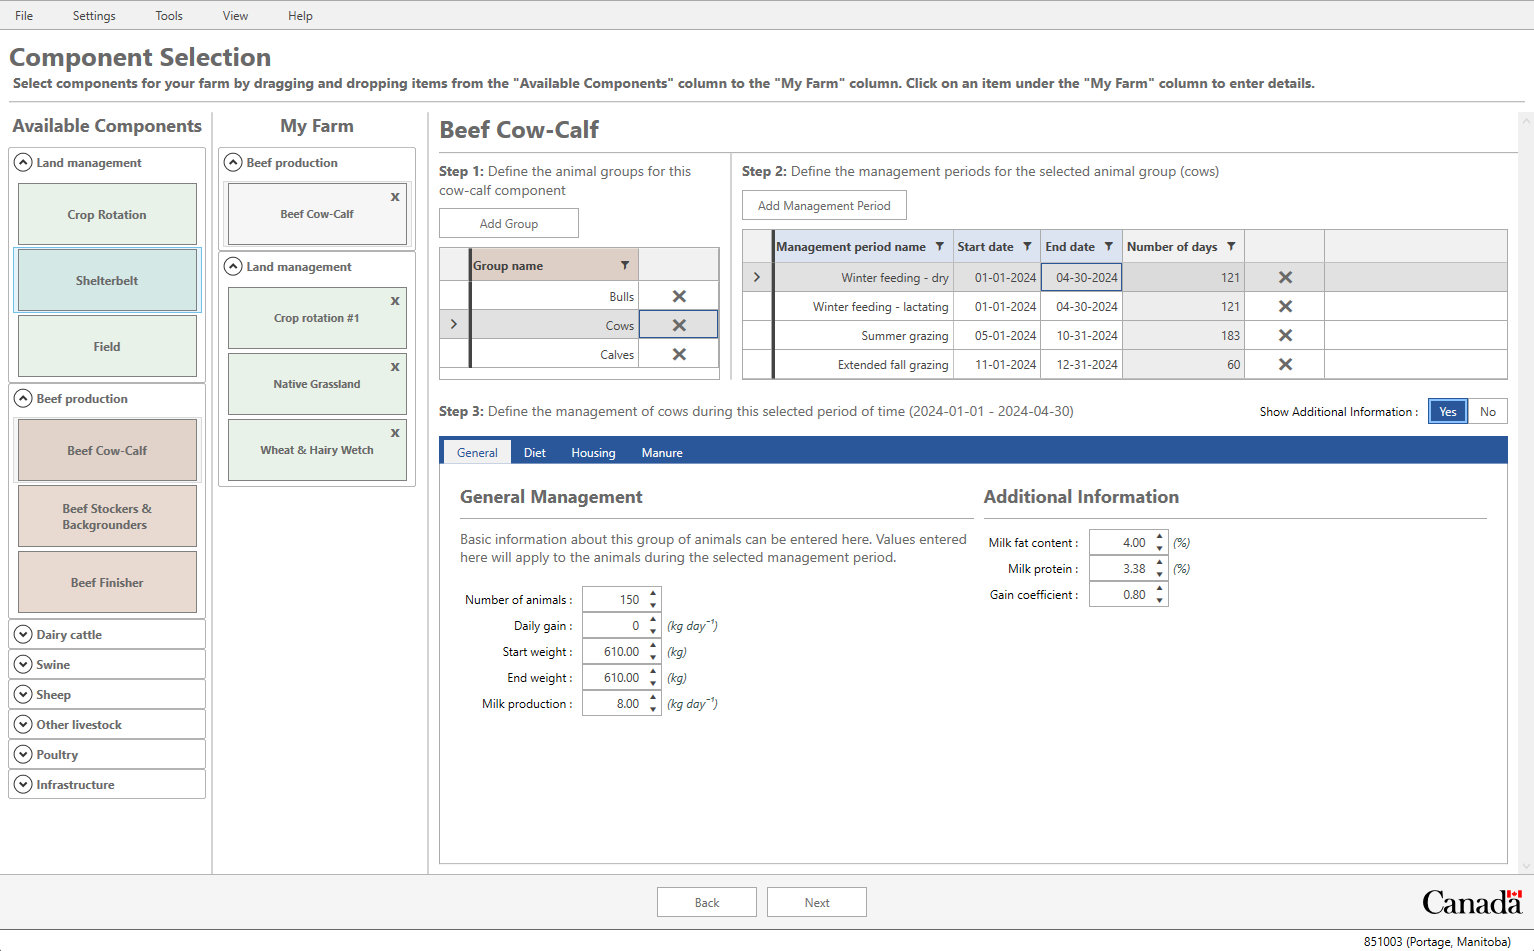 File Settings Tools View Help
Component Selection
Select components for your farm by dragging and dropping items from the "Available Components" column to the "My Farm" column. Click on an item under the "My Farm" column to enter details.
Available Components
Land management
Crop Rotation
Shelterbelt
Field
Beef production
Beef Cow-Calf
Beef Stockers &
Backgrounders
Beef Finisher
Dairy cattle
Swine
Sheep
Other livestock
Poultry
Infrastructure
My Farm
Beef production
Beef Cow-Calf x
Land management
Crop rotation #1 x
Native Grassland x
Wheat & Hairy Wetch x
Beef Cow-Calf
Step 1: Define the animal groups for this
cow-calf component
Add Group
Group name
Bulls
Cows
Calves
Step 2: Define the management periods for the selected animal group (cows)
Add Management Period
Management period name Start date End date Number of days
Winter feeding - dry 01-01-2024 04-30-2024 121
Winter feeding - lactating 01-01-2024 04-30-2024 121
Summer grazing 05-01-2024 10-31-2024 183
Extended fall grazing 11-01-2024 12-31-2024 60
Step 3: Define the management of cows during this selected period of time (2024-01-01 - 2024-04-30)
Show Additional Information : Yes No
General Diet Housing Manure
General Management
Basic information about this group of animals can be entered here. Values entered
here will apply to the animals during the selected management period.
Number of animals : 150
Daily gain : 0 (kg day⁻¹)
Start weight : 610.00 (kg)
End weight : 610.00 (kg)
Milk production : 8.00 (kg day⁻¹)
Additional Information
Milk fat content : 4.00 (%)
Milk protein : 3.38 (%)
Gain coefficient : 0.80
Back Next
Canada
851003 (Portage, Manitoba)